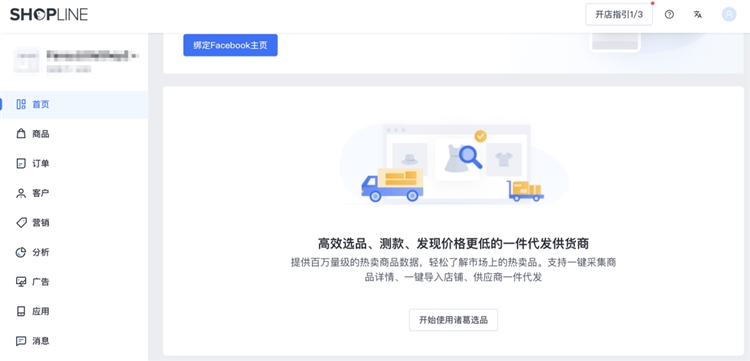 SHOPLINE
开店指引1/3
绑定Facebook主页
首页
商品
订单
客户
营销
分析
广告
应用
消息
高效选品、测款、发现价格更低的一件代发供货商
提供百万量级的热卖商品数据，轻松了解市场上的热卖品。支持一键采集商
品详情、一键导入店铺、供应商一件代发
开始使用诸葛选品